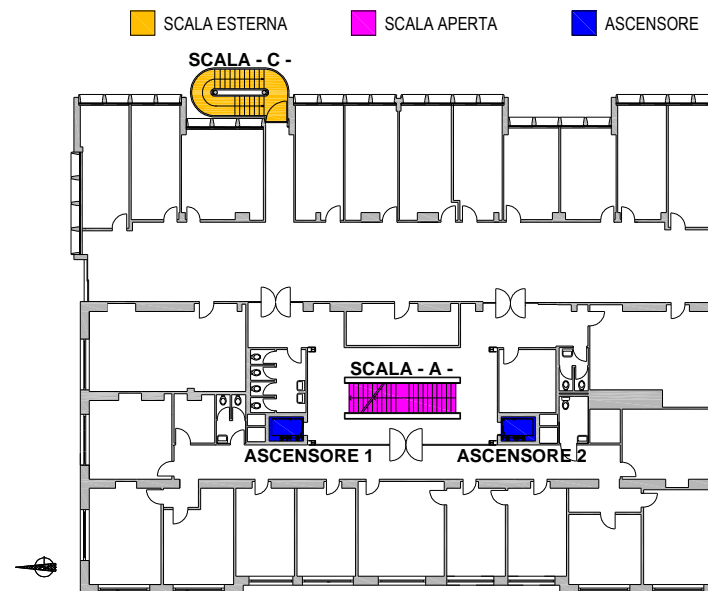 SCALA ESTERNA
SCALA APERTA
ASCENSORE
SCALA - C -
SCALA - A -
ASCENSORE 1
ASCENSORE 2